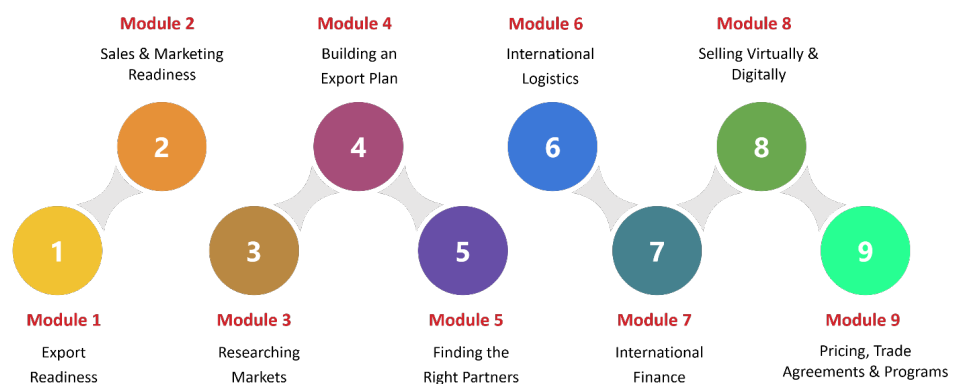 Module 1
1
Export
Readiness
Module 2
Sales & Marketing
Readiness
2
Module 3
3
Researching
Markets
Module 4
Building an
Export Plan
4
Module 5
5
Finding the
Right Partners
Module 6
International
Logistics
6
Module 7
7
International
Finance
Module 8
Selling Virtually &
Digitally
8
Module 9
9
Pricing, Trade
Agreements & Programs